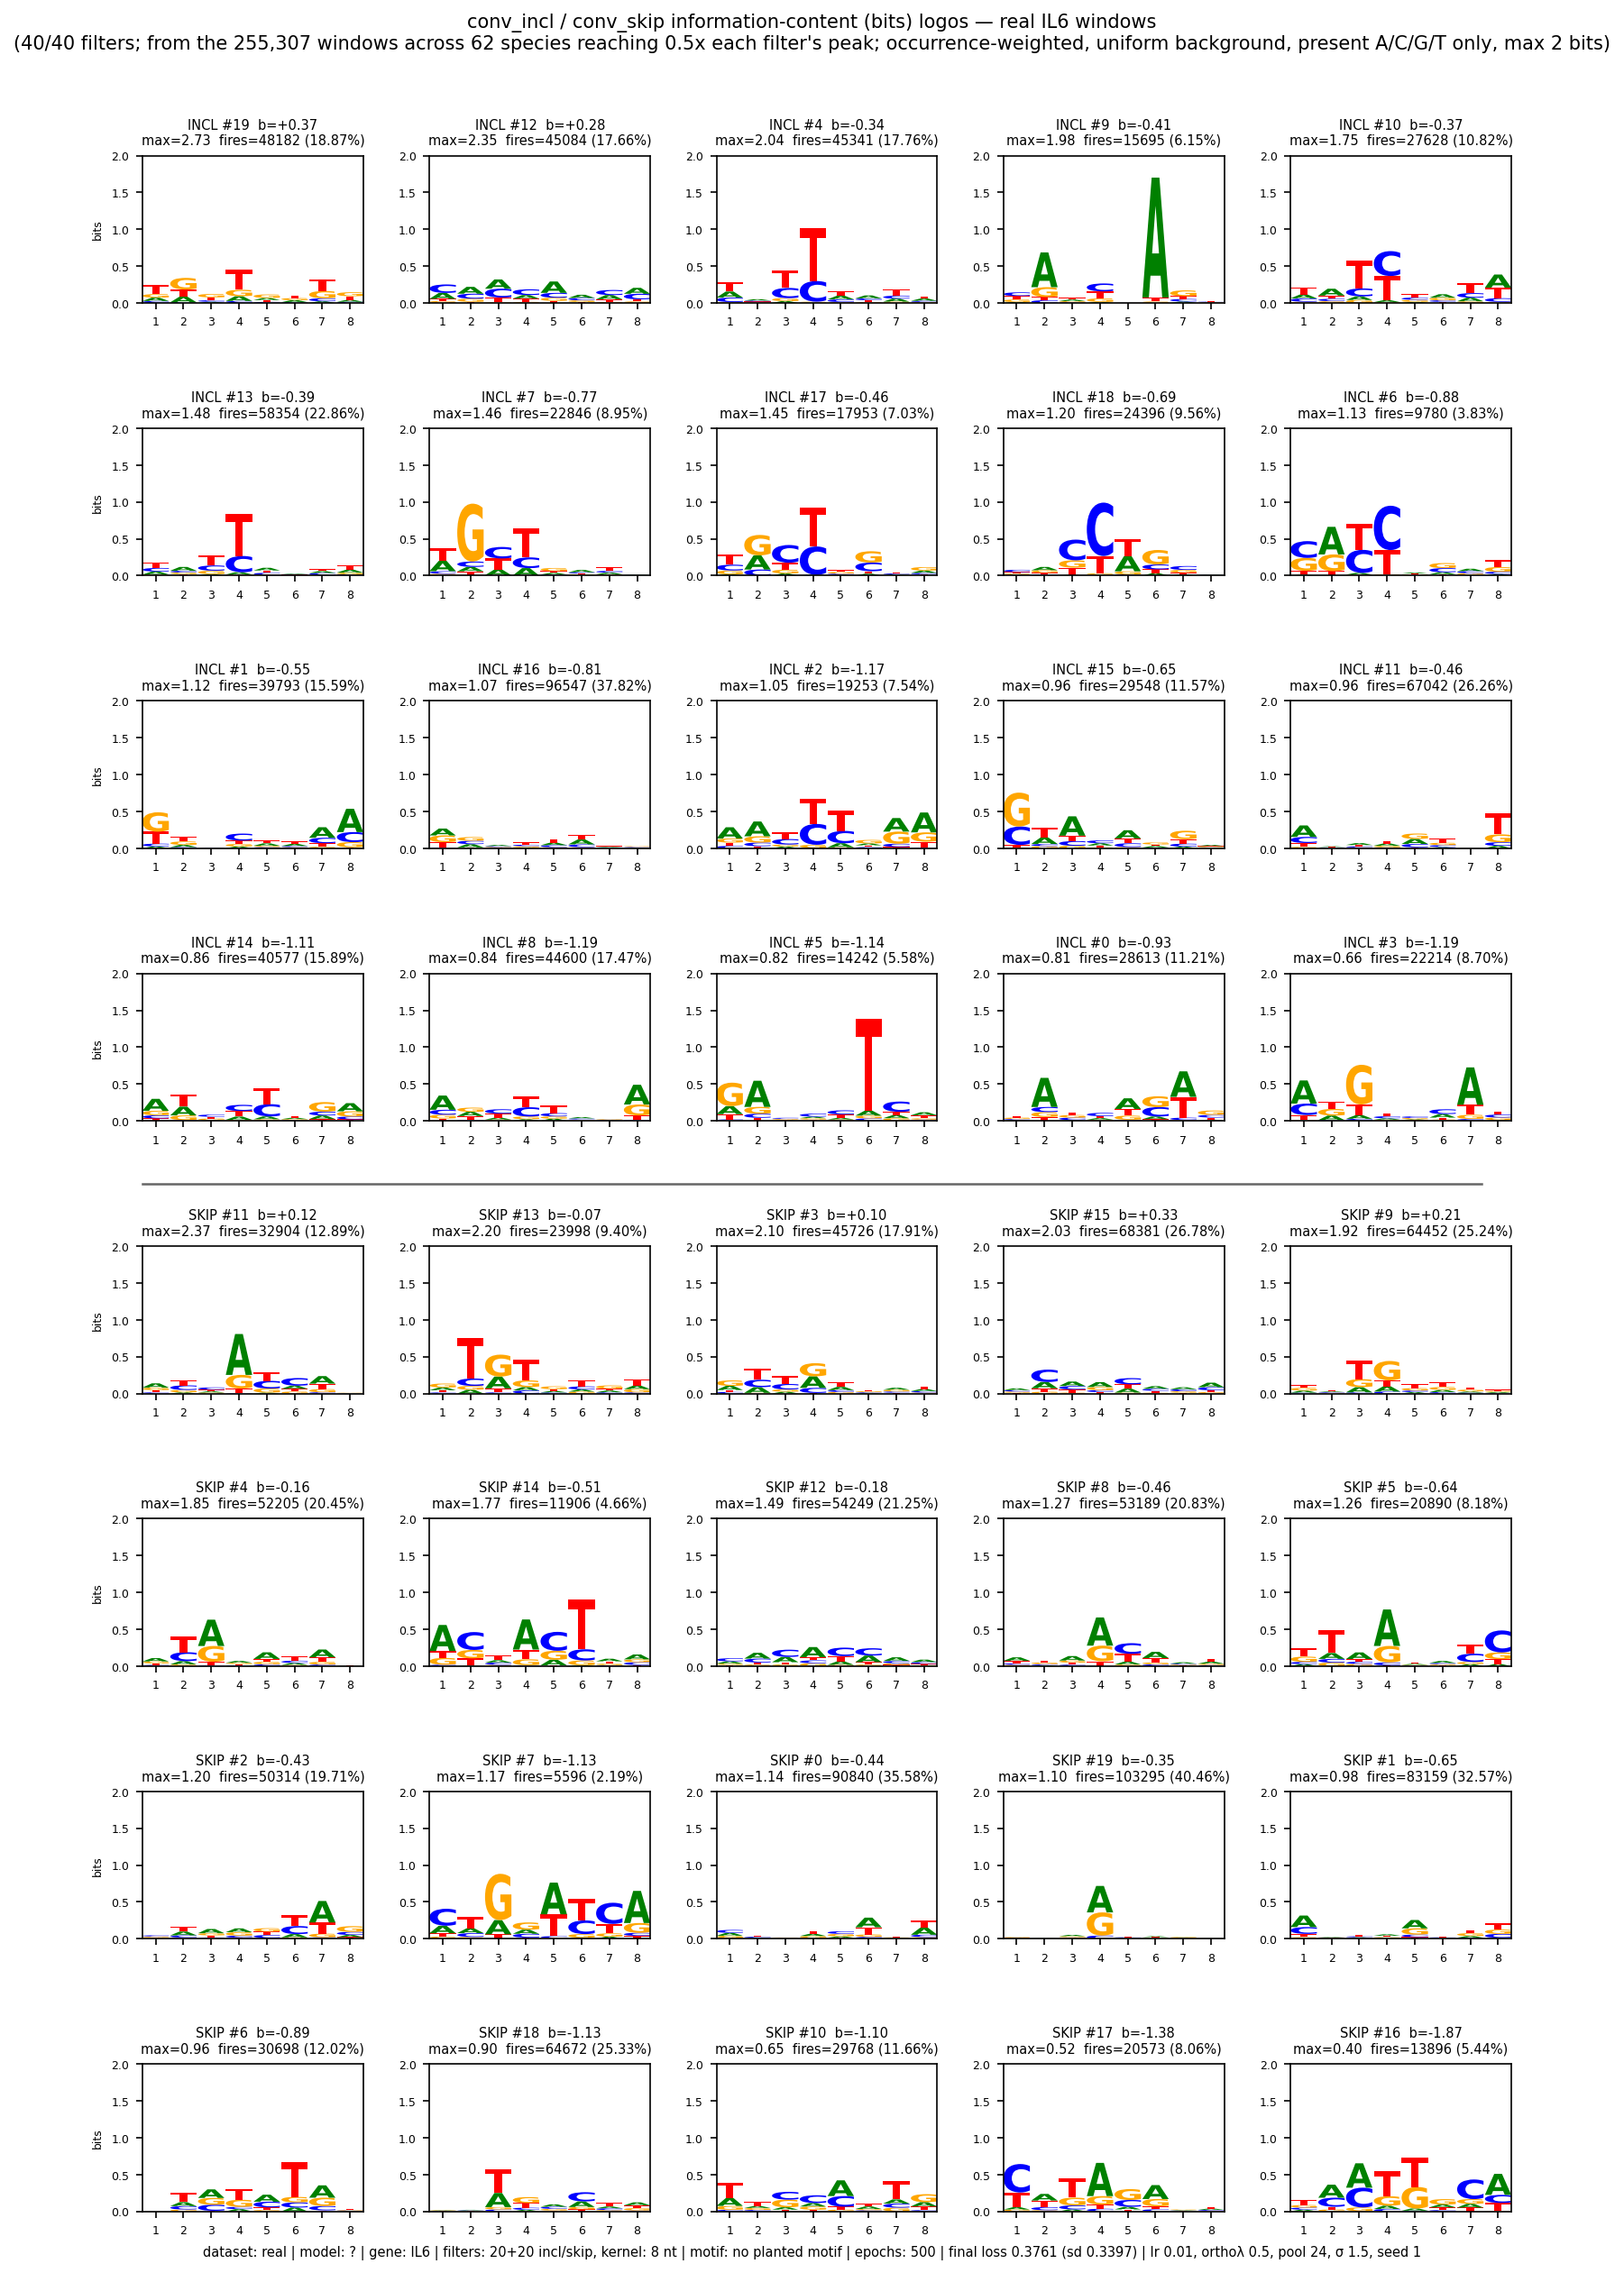 conv_incl / conv_skip information-content (bits) logos — real IL6 windows
(40/40 filters; from the 255,307 windows across 62 species reaching 0.5x each filter's peak; occurrence-weighted, uniform background, present A/C/G/T only, max 2 bits)
INCL #19 b=+0.37
max=2.73 fires=48182 (18.87%)
INCL #12 b=+0.28
max=2.35 fires=45084 (17.66%)
INCL #4 b=-0.34
max=2.04 fires=45341 (17.76%)
INCL #9 b=-0.41
max=1.98 fires=15695 (6.15%)
INCL #10 b=-0.37
max=1.75 fires=27628 (10.82%)
INCL #13 b=-0.39
max=1.48 fires=58354 (22.86%)
INCL #7 b=-0.77
max=1.46 fires=22846 (8.95%)
INCL #17 b=-0.46
max=1.45 fires=17953 (7.03%)
INCL #18 b=-0.69
max=1.20 fires=24396 (9.56%)
INCL #6 b=-0.88
max=1.13 fires=9780 (3.83%)
INCL #1 b=-0.55
max=1.12 fires=39793 (15.59%)
INCL #16 b=-0.81
max=1.07 fires=96547 (37.82%)
INCL #2 b=-1.17
max=1.05 fires=19253 (7.54%)
INCL #15 b=-0.65
max=0.96 fires=29548 (11.57%)
INCL #11 b=-0.46
max=0.96 fires=67042 (26.26%)
INCL #14 b=-1.11
max=0.86 fires=40577 (15.89%)
INCL #8 b=-1.19
max=0.84 fires=44600 (17.47%)
INCL #5 b=-1.14
max=0.82 fires=14242 (5.58%)
INCL #0 b=-0.93
max=0.81 fires=28613 (11.21%)
INCL #3 b=-1.19
max=0.66 fires=22214 (8.70%)
SKIP #11 b=+0.12
max=2.37 fires=32904 (12.89%)
SKIP #13 b=-0.07
max=2.20 fires=23998 (9.40%)
SKIP #3 b=+0.10
max=2.10 fires=45726 (17.91%)
SKIP #15 b=+0.33
max=2.03 fires=68381 (26.78%)
SKIP #9 b=+0.21
max=1.92 fires=64452 (25.24%)
SKIP #4 b=-0.16
max=1.85 fires=52205 (20.45%)
SKIP #14 b=-0.51
max=1.77 fires=11906 (4.66%)
SKIP #12 b=-0.18
max=1.49 fires=54249 (21.25%)
SKIP #8 b=-0.46
max=1.27 fires=53189 (20.83%)
SKIP #5 b=-0.64
max=1.26 fires=20890 (8.18%)
SKIP #2 b=-0.43
max=1.20 fires=50314 (19.71%)
SKIP #7 b=-1.13
max=1.17 fires=5596 (2.19%)
SKIP #0 b=-0.44
max=1.14 fires=90840 (35.58%)
SKIP #19 b=-0.35
max=1.10 fires=103295 (40.46%)
SKIP #1 b=-0.65
max=0.98 fires=83159 (32.57%)
SKIP #6 b=-0.89
max=0.96 fires=30698 (12.02%)
SKIP #18 b=-1.13
max=0.90 fires=64672 (25.33%)
SKIP #10 b=-1.10
max=0.65 fires=29768 (11.66%)
SKIP #17 b=-1.38
max=0.52 fires=20573 (8.06%)
SKIP #16 b=-1.87
max=0.40 fires=13896 (5.44%)
bits
0.0 0.5 1.0 1.5 2.0
1 2 3 4 5 6 7 8
dataset: real | model: ? | gene: IL6 | filters: 20+20 incl/skip, kernel: 8 nt | motif: no planted motif | epochs: 500 | final loss 0.3761 (sd 0.3397) | lr 0.01, orthoλ 0.5, pool 24, σ 1.5, seed 1